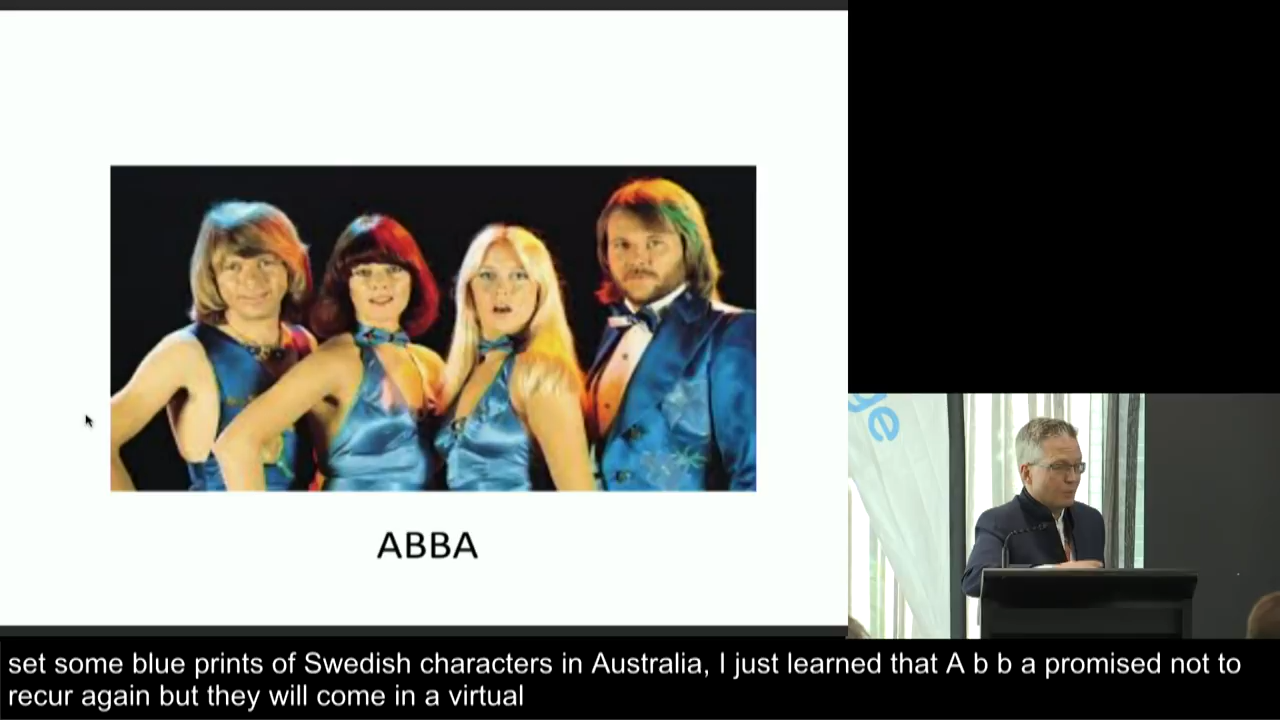 ABBA
ge
set some blue prints of Swedish characters in Australia, I just learned that A b b a promised not to
recur again but they will come in a virtual